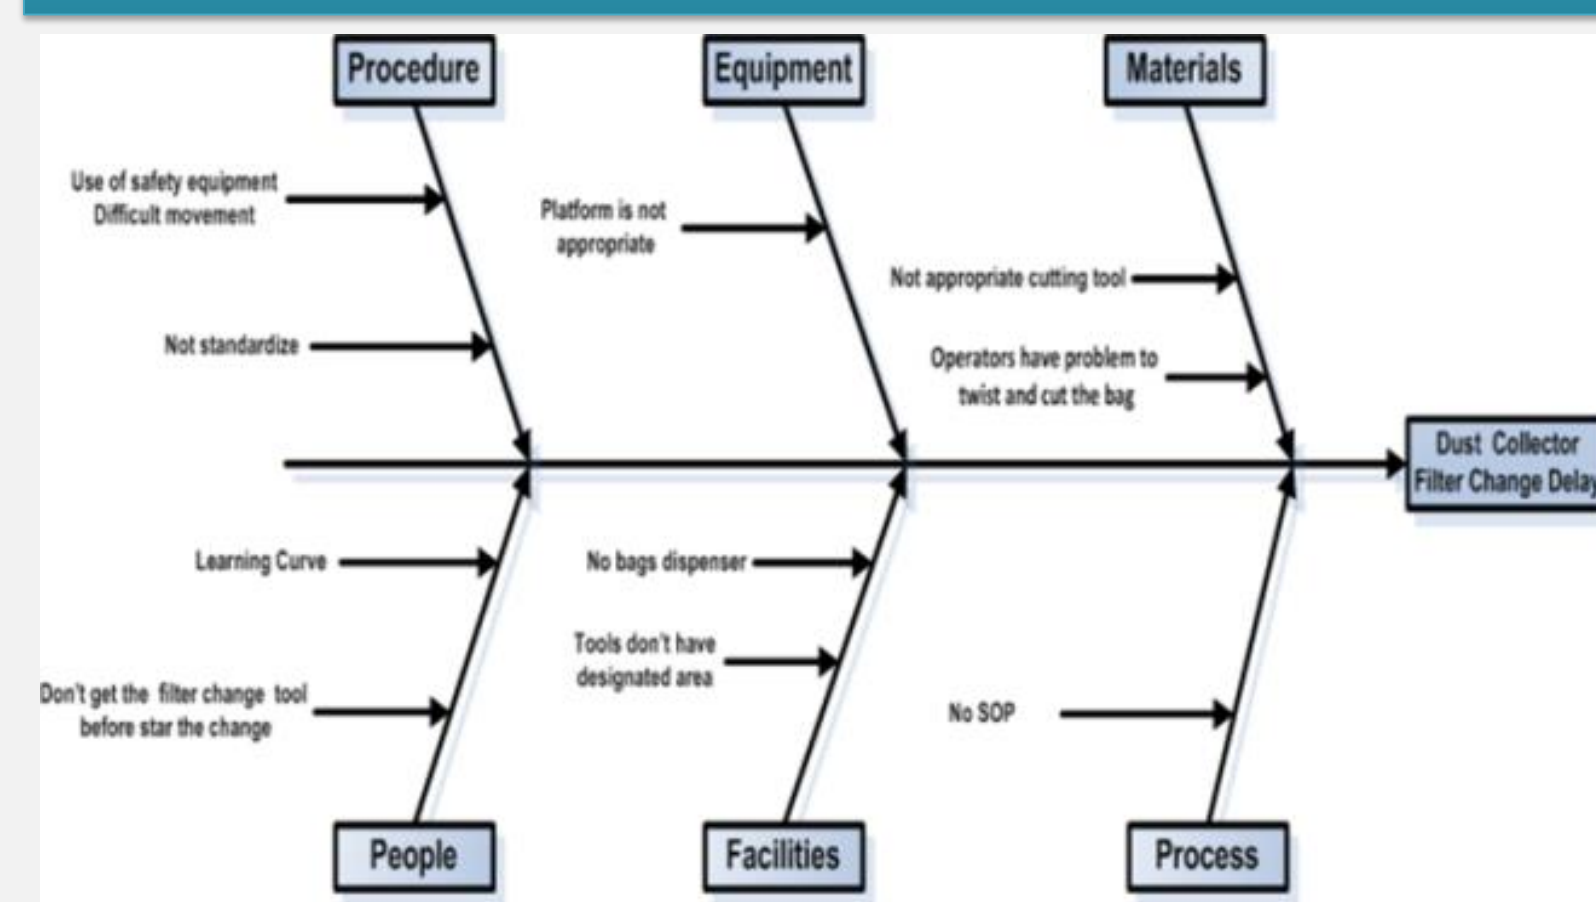 Procedure
Equipment
Materials
Use of safety equipment
Difficult movement
Platform is not
appropriate
Not appropriate cutting tool
Not standardize
Operators have problem to
twist and cut the bag
Dust Collector
Filter Change Delay
Learning Curve
No bags dispenser
Tools don't have
designated area
Don't get the filter change tool
before star the change
No SOP
People
Facilities
Process